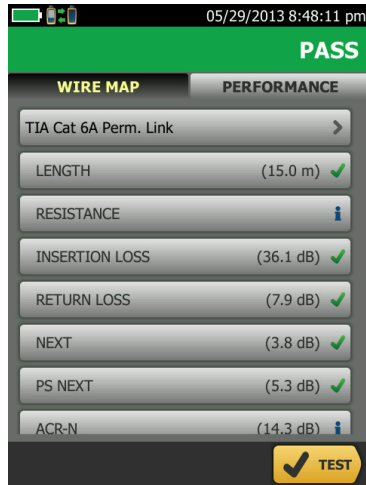 05/29/2013 8:48:11 pm
PASS
WIRE MAP PERFORMANCE
TIA Cat 6A Perm. Link
LENGTH (15.0 m)
RESISTANCE i
INSERTION LOSS (36.1 dB)
RETURN LOSS (7.9 dB)
NEXT (3.8 dB)
PS NEXT (5.3 dB)
ACR-N (14.3 dB) i
TEST